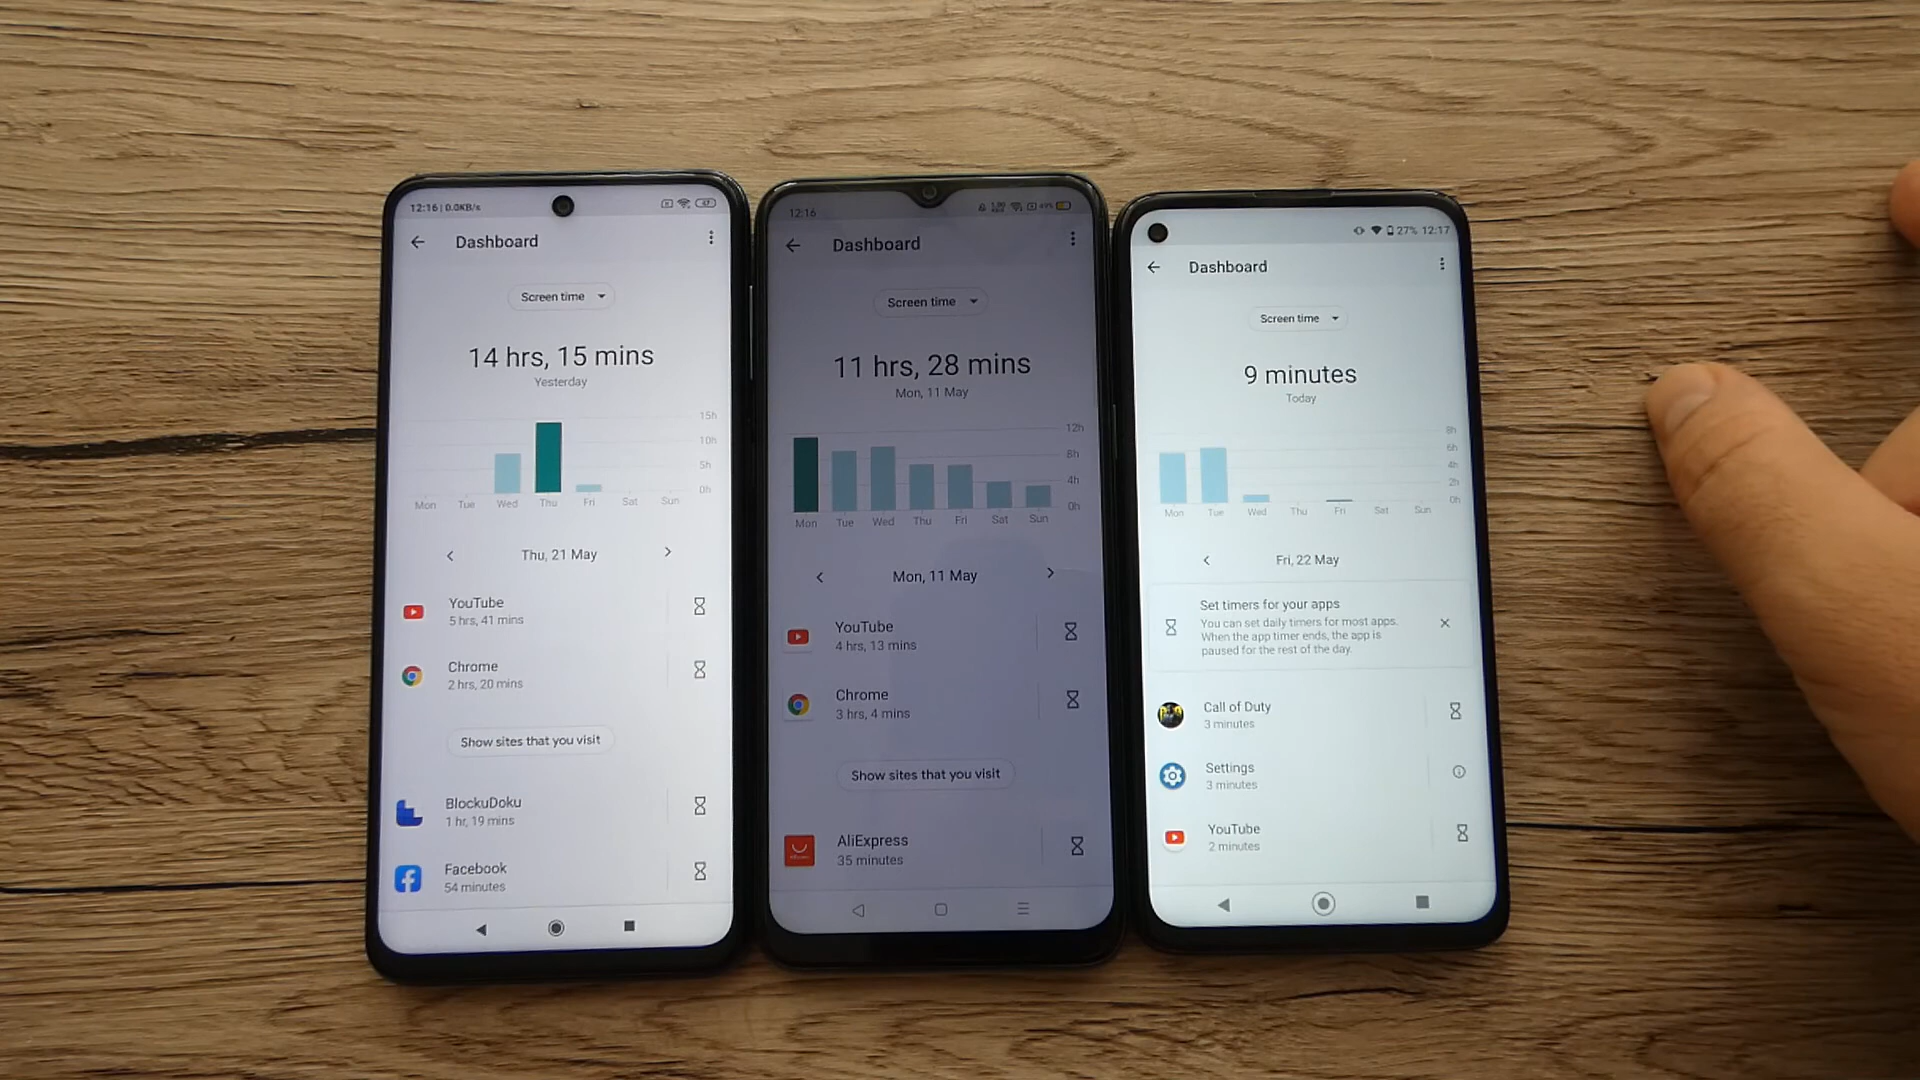 12:16 | 0.0KB/s
Dashboard
Screen time
14 hrs, 15 mins
Yesterday
15h
10h
5h
0h
Mon Tue Wed Thu Fri Sat Sun
Thu, 21 May
YouTube
5 hrs, 41 mins
Chrome
2 hrs, 20 mins
Show sites that you visit
BlockuDoku
1 hr, 19 mins
Facebook
54 minutes
12:16
Dashboard
Screen time
11 hrs, 28 mins
Mon, 11 May
12h
8h
4h
0h
Mon Tue Wed Thu Fri Sat Sun
Mon, 11 May
YouTube
4 hrs, 13 mins
Chrome
3 hrs, 4 mins
Show sites that you visit
AliExpress
35 minutes
27% 12:17
Dashboard
Screen time
9 minutes
Today
8h
6h
4h
2h
0h
Mon Tue Wed Thu Fri Sat Sun
Fri, 22 May
Set timers for your apps
You can set daily timers for most apps.
When the app timer ends, the app is
paused for the rest of the day.
Call of Duty
3 minutes
Settings
3 minutes
YouTube
2 minutes